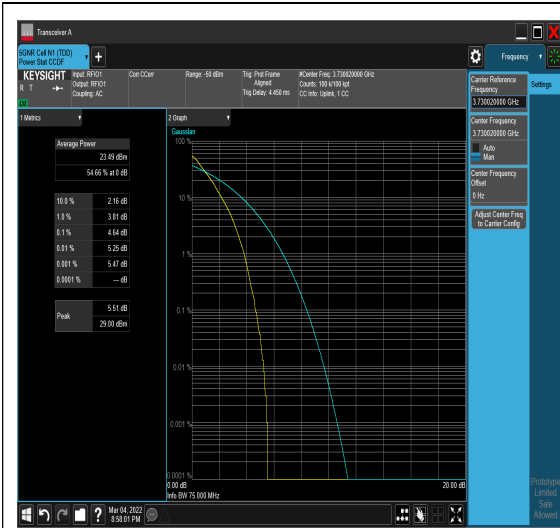 Transceiver A
5GNR Cell N1 (TDD)
Power Stat CCDF
+
Frequency
KEYSIGHT
R T
LXI
Input: RFIO1
Output: RFIO1
Coupling: AC
Corr CCorr
Range: -50 dBm
Trig: Prot Frame
Aligned
Trig Delay: 4.450 ms
#Center Freq: 3.730020000 GHz
Counts: 100 k/100 kpt
CC Info: Uplink, 1 CC
1 Metrics
Average Power
23.49 dBm
54.66 % at 0 dB
10.0 % 2.16 dB
1.0 % 3.81 dB
0.1 % 4.64 dB
0.01 % 5.25 dB
0.001 % 5.47 dB
0.0001 % --- dB
Peak
5.51 dB
29.00 dBm
2 Graph
Gaussian
100 %
10 %
1 %
0.1 %
0.01 %
0.001 %
0.0001 %
0.00 dB
20.00 dB
Info BW 75.000 MHz
Carrier Reference
Frequency
3.730020000 GHz
Center Frequency
3.730020000 GHz
Auto
Man
Center Frequency
Offset
0 Hz
Adjust Center Freq
to Carrier Config
Settings
Prototype
Limited
Sale
Allowed
?
Mar 04, 2022
8:58:01 PM